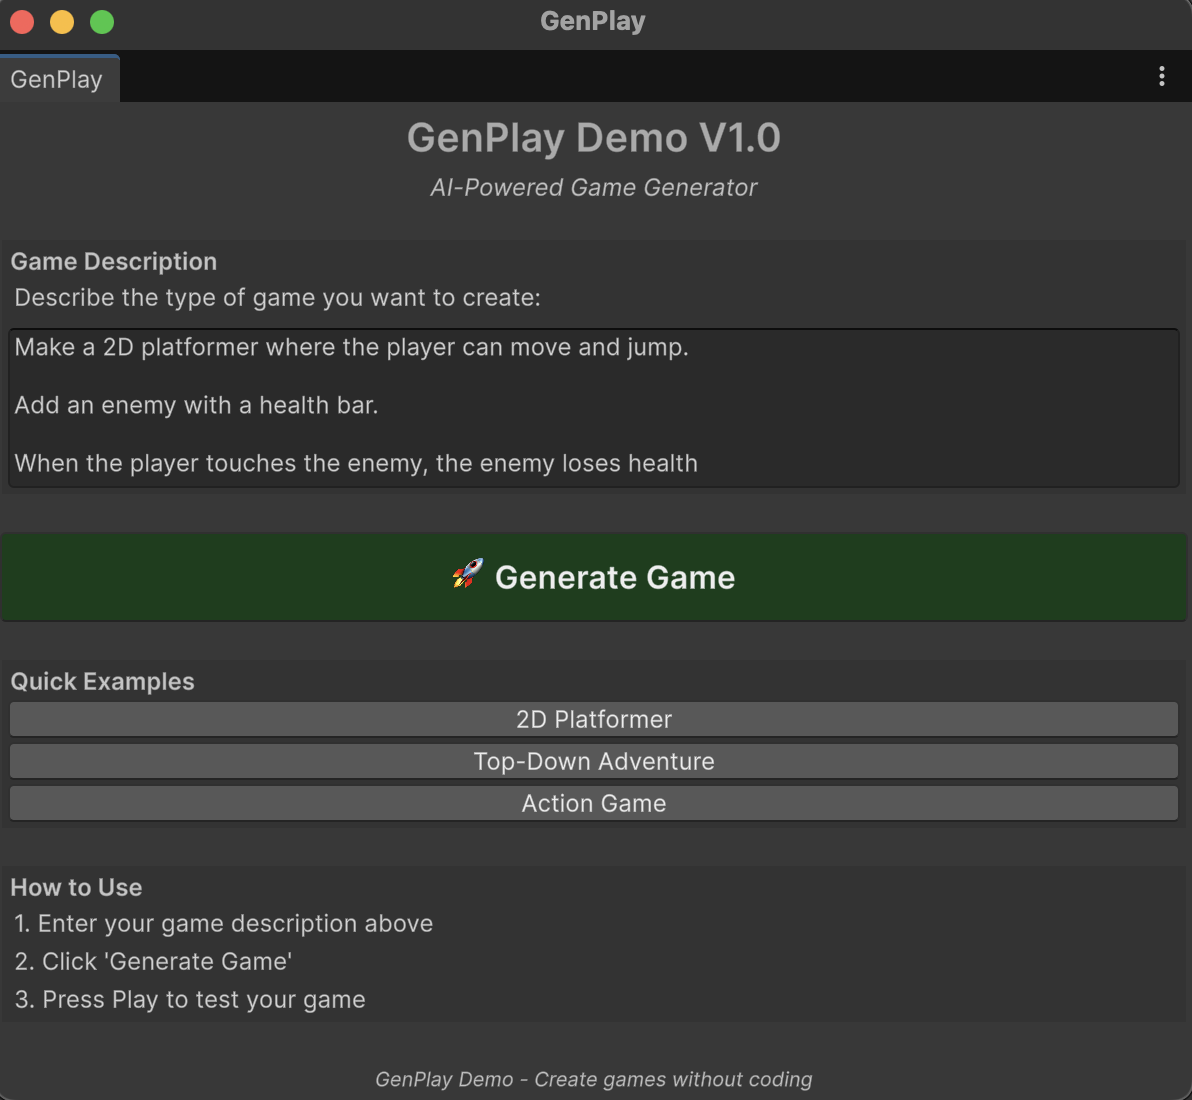 GenPlay
GenPlay
GenPlay Demo V1.0
AI-Powered Game Generator
Game Description
Describe the type of game you want to create:
Make a 2D platformer where the player can move and jump.
Add an enemy with a health bar.
When the player touches the enemy, the enemy loses health
🚀 Generate Game
Quick Examples
2D Platformer
Top-Down Adventure
Action Game
How to Use
1. Enter your game description above
2. Click 'Generate Game'
3. Press Play to test your game
GenPlay Demo - Create games without coding